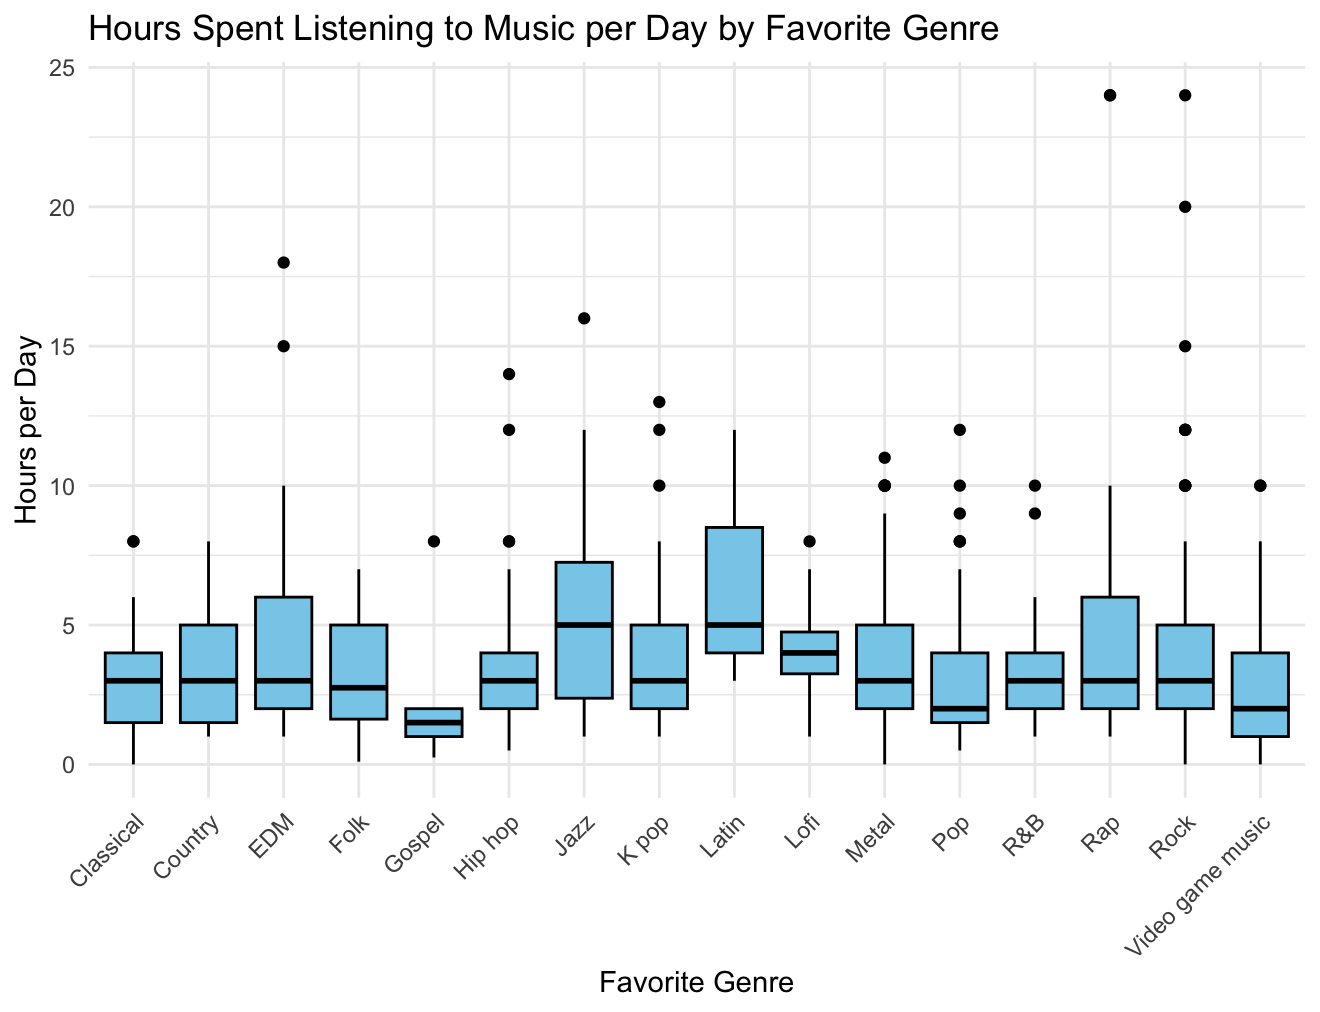 Hours Spent Listening to Music per Day by Favorite Genre
25
20
15
10
5
0
Hours per Day
Classical
Country
EDM
Folk
Gospel
Hip hop
Jazz
K pop
Latin
Lofi
Metal
Pop
R&B
Rap
Rock
Video game music
Favorite Genre